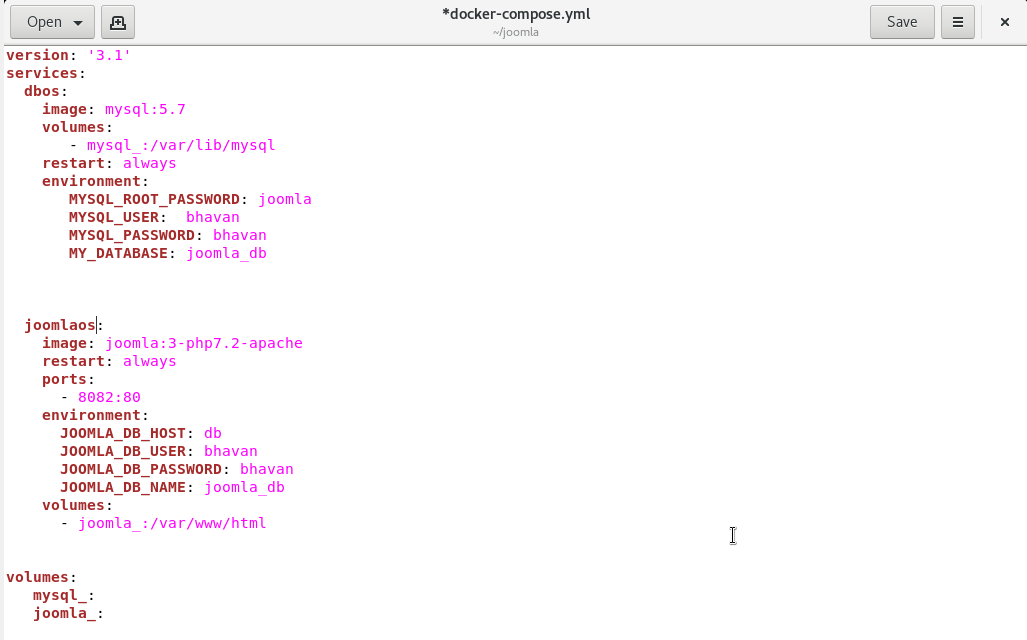 Open
*docker-compose.yml
~/joomla
Save
version: '3.1'
services:
  dbos:
    image: mysql:5.7
    volumes:
       - mysql_:/var/lib/mysql
    restart: always
    environment:
       MYSQL_ROOT_PASSWORD: joomla
       MYSQL_USER:  bhavan
       MYSQL_PASSWORD: bhavan
       MY_DATABASE: joomla_db
  joomlaos:
    image: joomla:3-php7.2-apache
    restart: always
    ports:
      - 8082:80
    environment:
      JOOMLA_DB_HOST: db
      JOOMLA_DB_USER: bhavan
      JOOMLA_DB_PASSWORD: bhavan
      JOOMLA_DB_NAME: joomla_db
    volumes:
      - joomla_:/var/www/html
volumes:
   mysql_:
   joomla_: